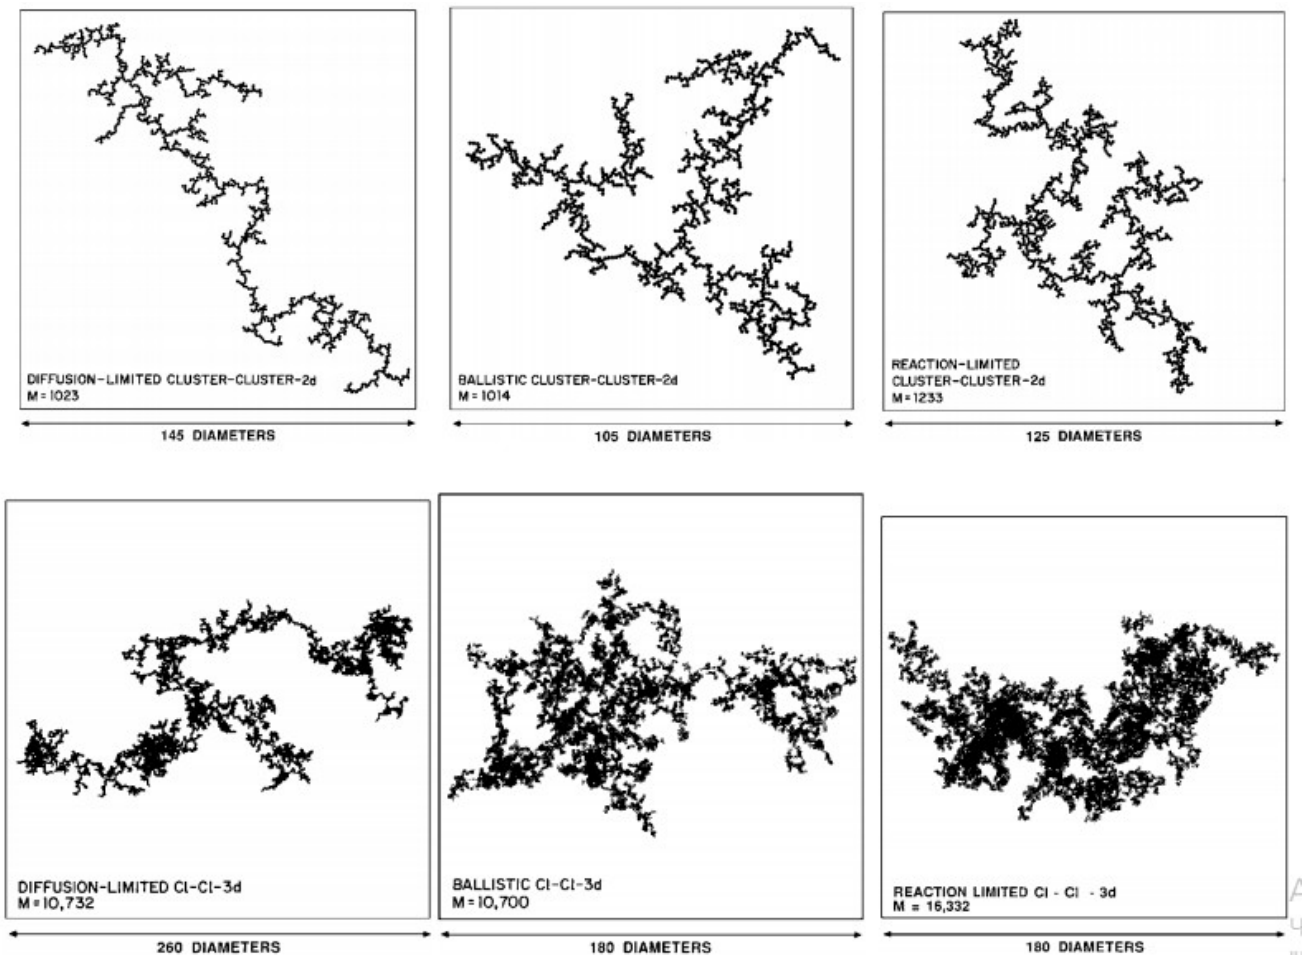 DIFFUSION-LIMITED CLUSTER-CLUSTER-2d
M = 1023
145 DIAMETERS
BALLISTIC CLUSTER-CLUSTER-2d
M = 1014
105 DIAMETERS
REACTION-LIMITED
CLUSTER-CLUSTER-2d
M = 1233
125 DIAMETERS
DIFFUSION-LIMITED Cl-Cl-3d
M = 10,732
260 DIAMETERS
BALLISTIC Cl-Cl-3d
M = 10,700
180 DIAMETERS
REACTION LIMITED Cl - Cl - 3d
M = 16,332
180 DIAMETERS